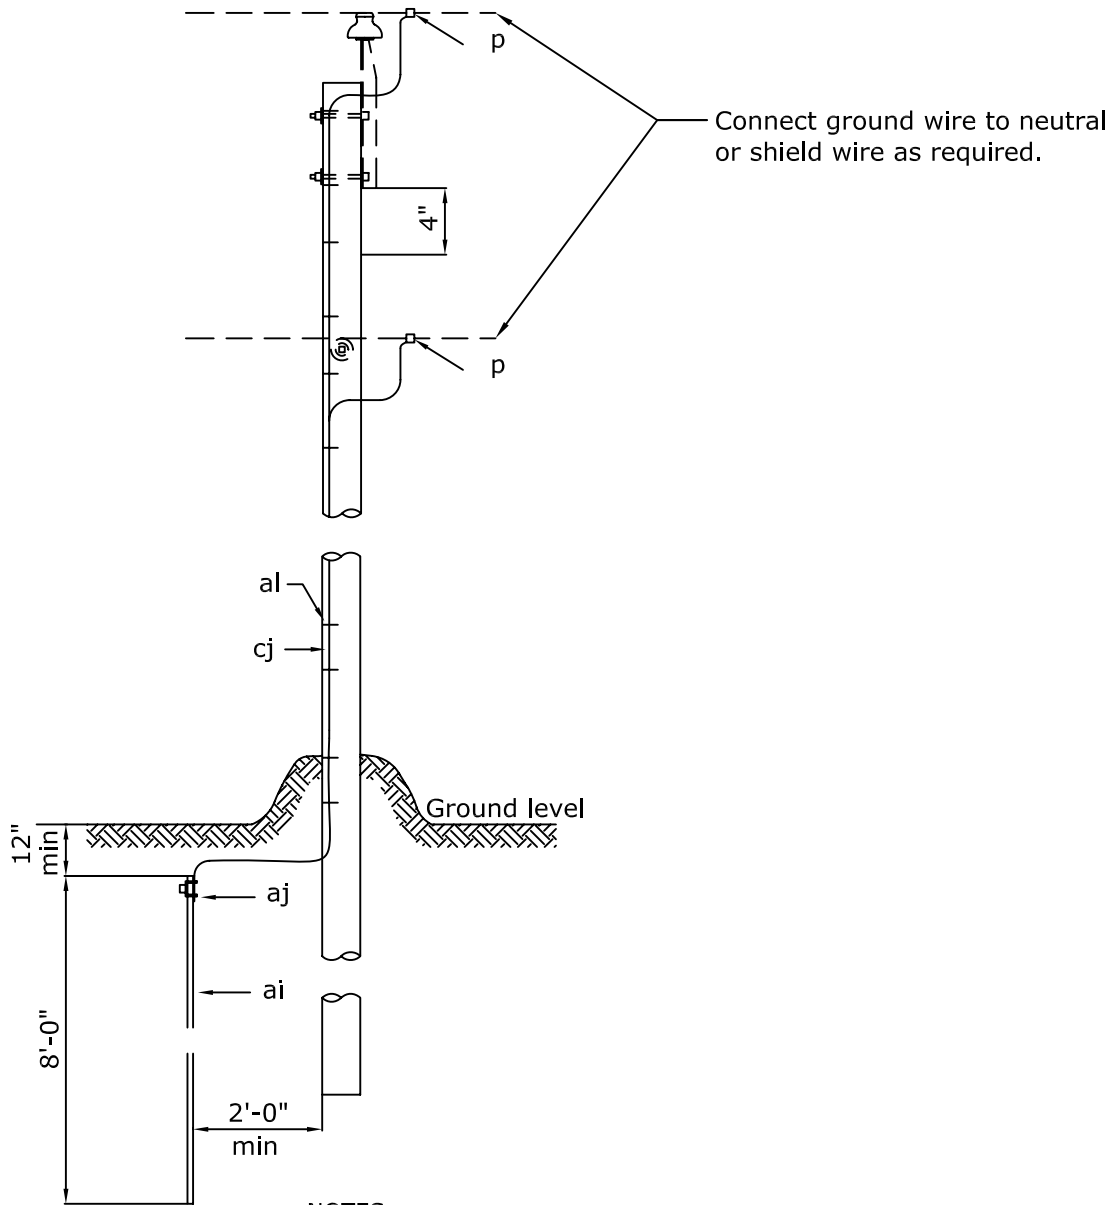 p
Connect ground wire to neutral
or shield wire as required.
4"
p
al
cj
Ground level
12"
min
aj
ai
8'-0"
2'-0"
min
NOTES